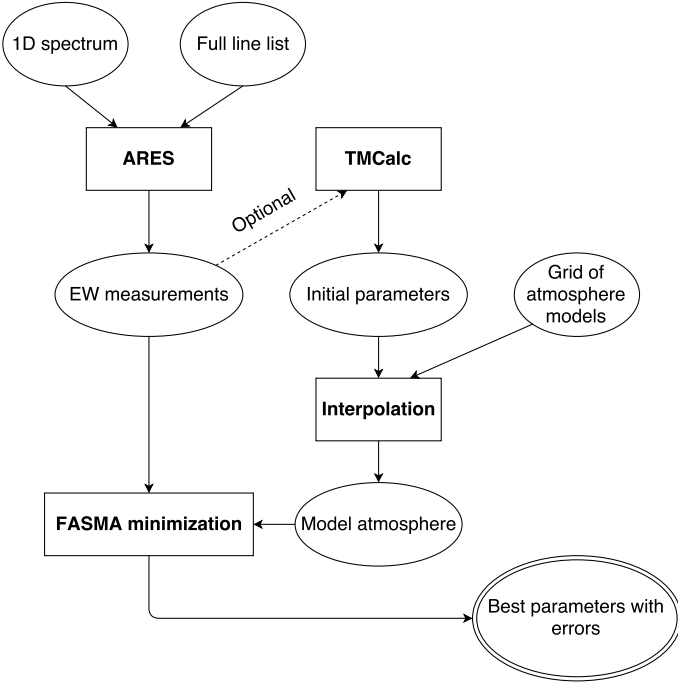 1D spectrum
Full line list
ARES
TMCalc
Optional
EW measurements
Initial parameters
Grid of
atmosphere
models
Interpolation
FASMA minimization
Model atmosphere
Best parameters with
errors